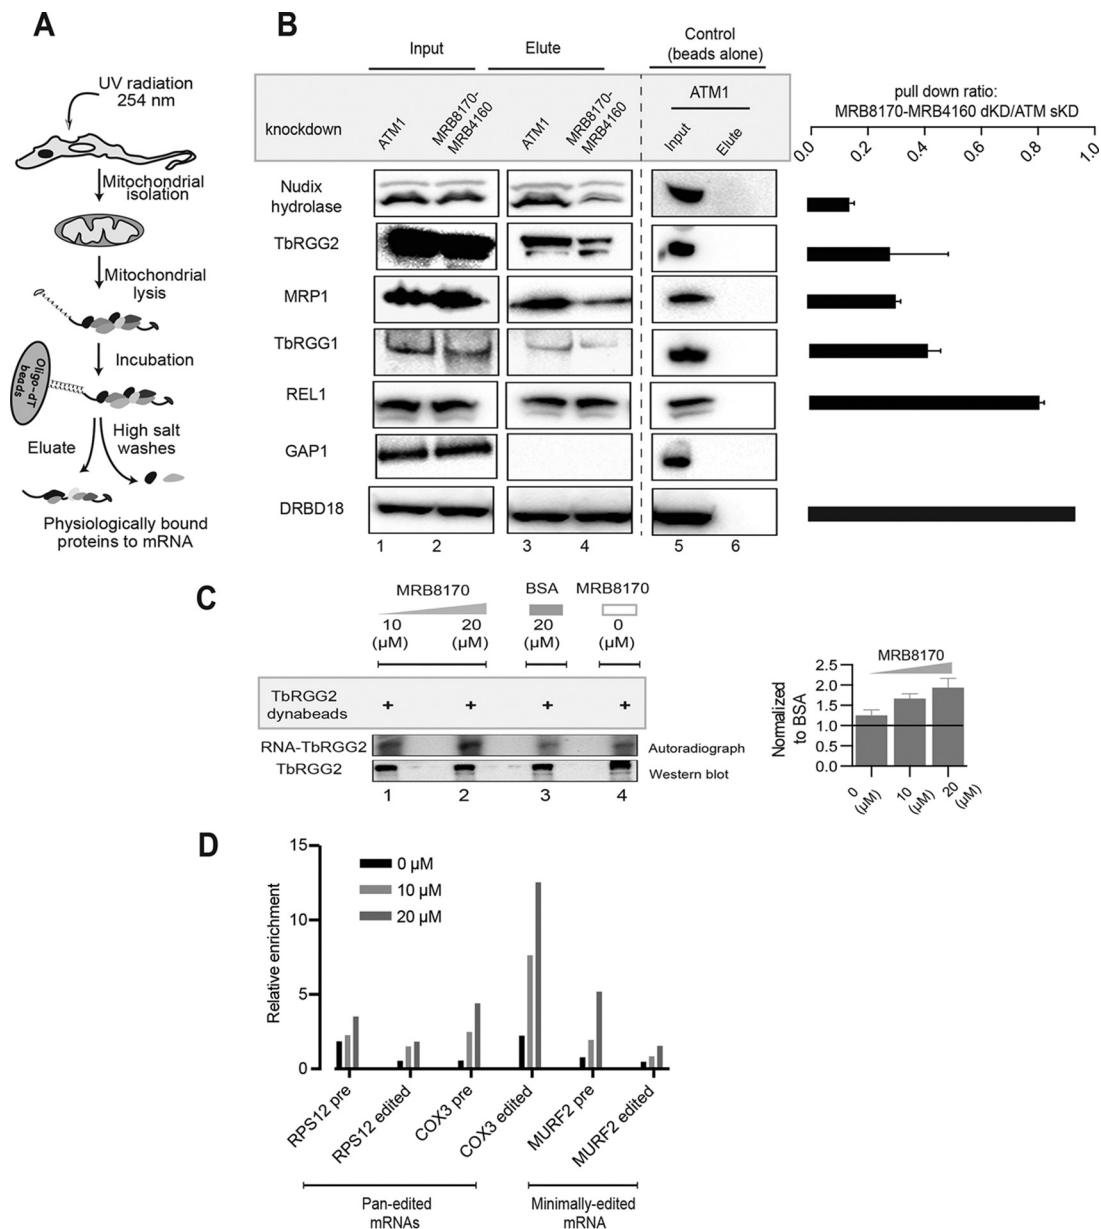 A
UV radiation
254 nm
Mitochondrial
isolation
Mitochondrial
lysis
Incubation
Oligo-dT
beads
Eluate
High salt
washes
Physiologically bound
proteins to mRNA
B
Input
Elute
Control
(beads alone)
knockdown
ATM1
MRB8170-
MRB4160
ATM1
MRB8170-
MRB4160
ATM1
Input
Elute
pull down ratio:
MRB8170-MRB4160 dKD/ATM sKD
0.0
0.2
0.4
0.6
0.8
1.0
Nudix
hydrolase
TbRGG2
MRP1
TbRGG1
REL1
GAP1
DRBD18
1 2 3 4 5 6
C
MRB8170
BSA
MRB8170
10
(µM)
20
(µM)
20
(µM)
0
(µM)
TbRGG2
dynabeads
+ + + +
RNA-TbRGG2
Autoradiograph
TbRGG2
Western blot
1 2 3 4
MRB8170
Normalized
to BSA
2.5
2.0
1.5
1.0
0.5
0.0
0
(µM)
10
(µM)
20
(µM)
D
Relative enrichment
15
10
5
0
0 µM
10 µM
20 µM
RPS12 pre
RPS12 edited
COX3 pre
COX3 edited
MURF2 pre
MURF2 edited
Pan-edited
mRNAs
Minimally-edited
mRNA